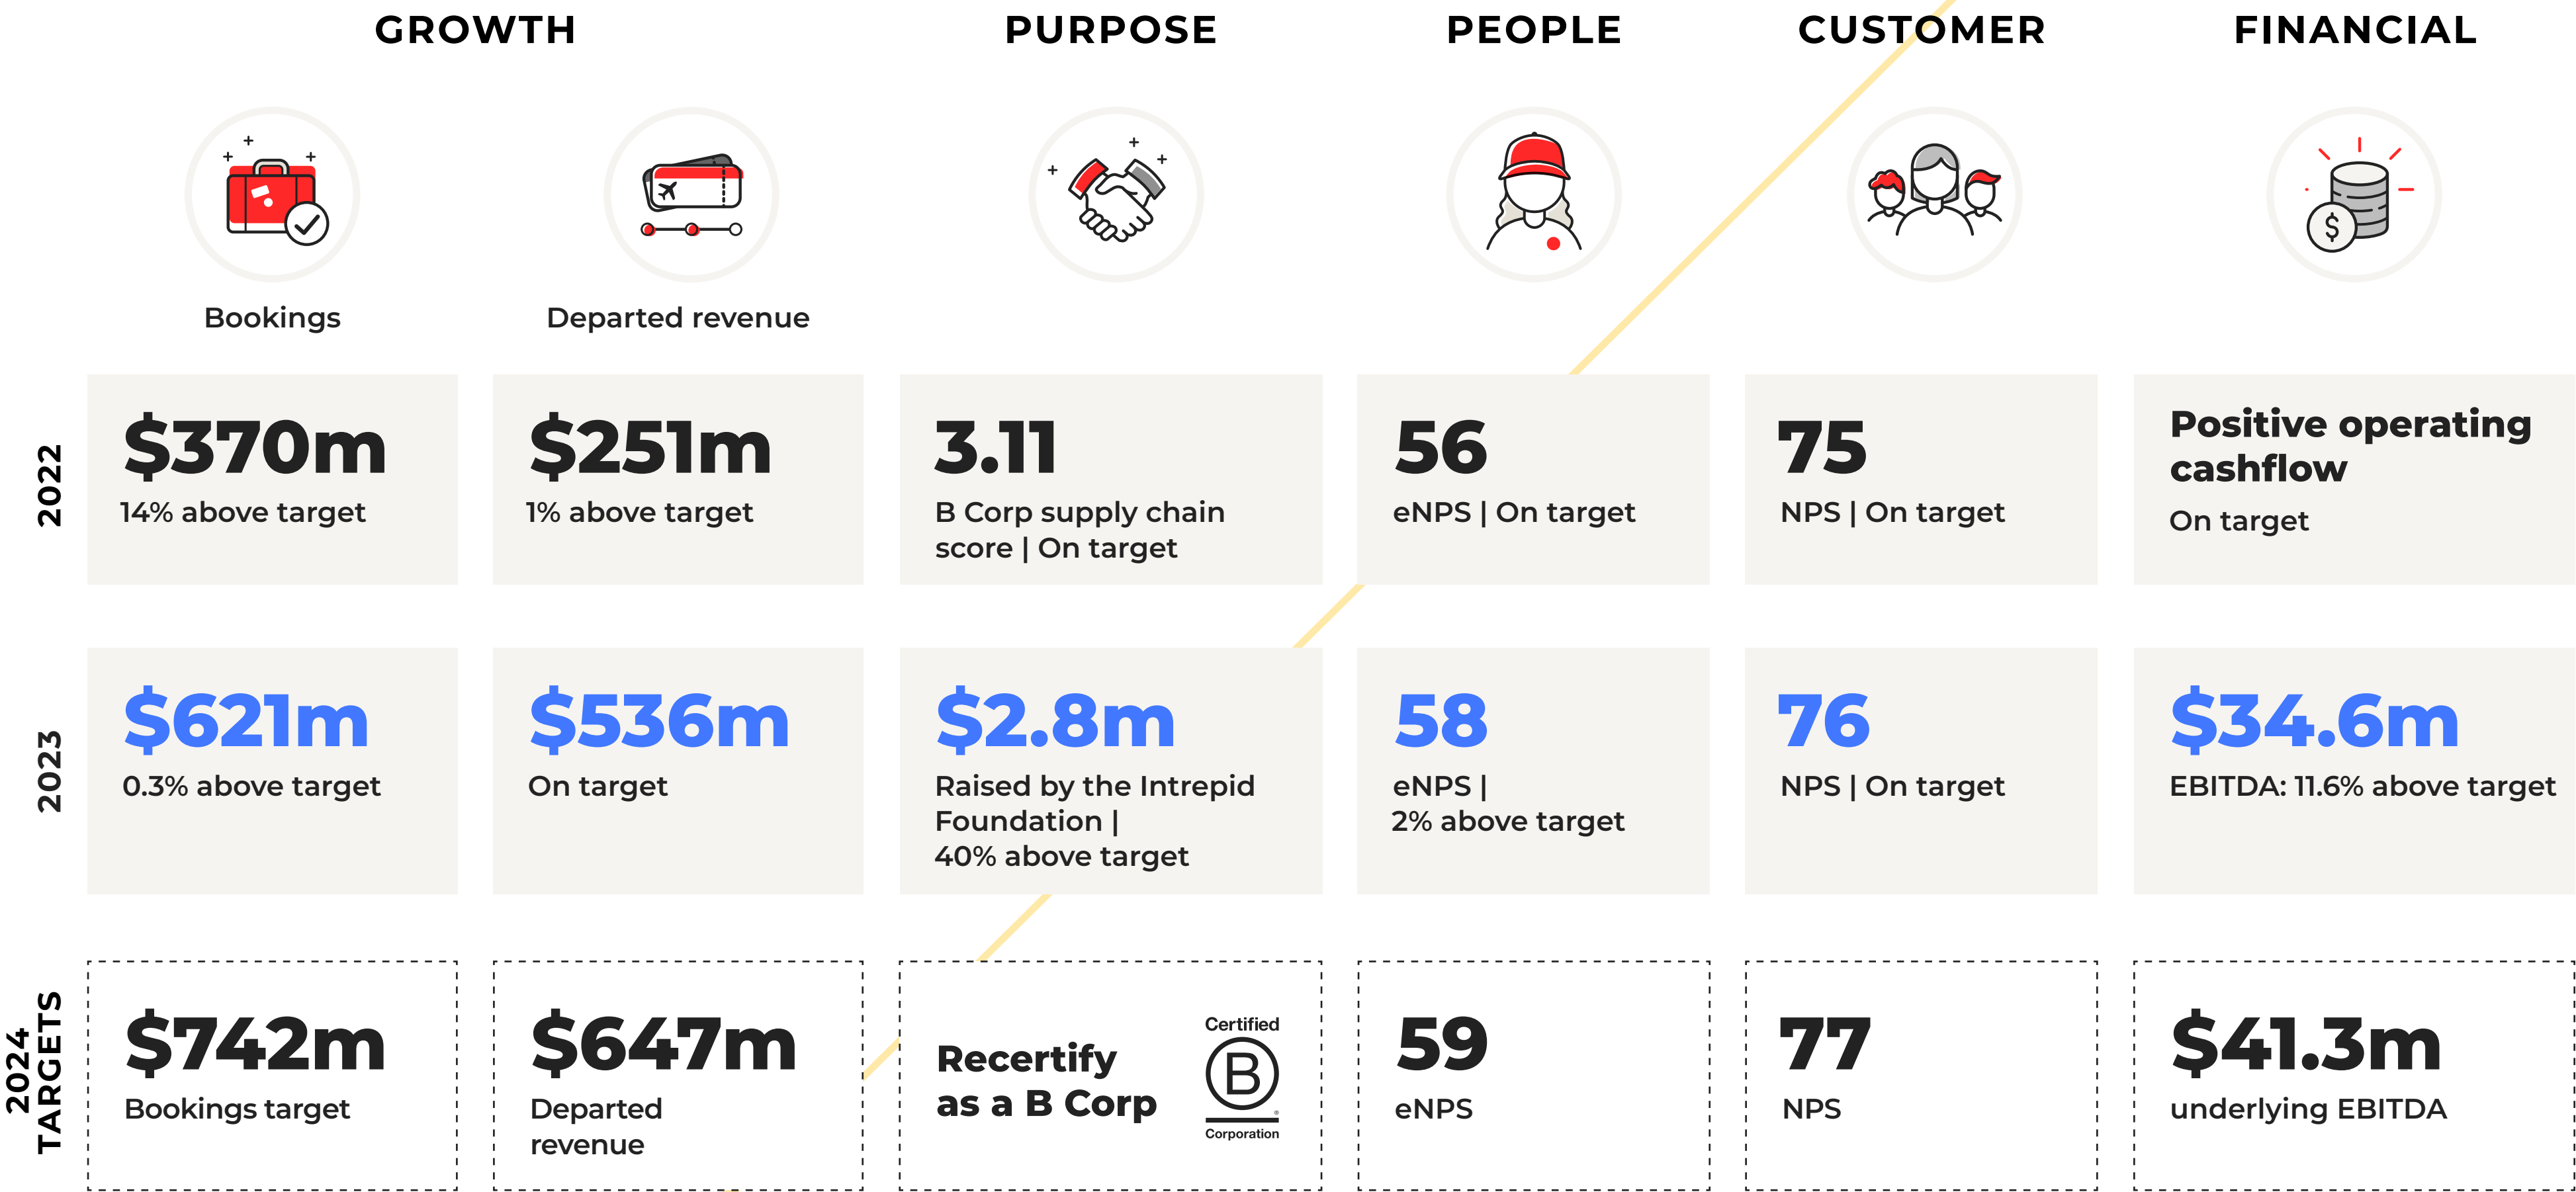 GROWTH
PURPOSE
PEOPLE
CUSTOMER
FINANCIAL
Bookings
Departed revenue
2022
$370m
14% above target
$251m
1% above target
3.11
B Corp supply chain
score | On target
56
eNPS | On target
75
NPS | On target
Positive operating
cashflow
On target
2023
$621m
0.3% above target
$536m
On target
$2.8m
Raised by the Intrepid
Foundation |
40% above target
58
eNPS |
2% above target
76
NPS | On target
$34.6m
EBITDA: 11.6% above target
2024
TARGETS
$742m
Bookings target
$647m
Departed
revenue
Recertify
as a B Corp
Certified
B
®
Corporation
59
eNPS
77
NPS
$41.3m
underlying EBITDA